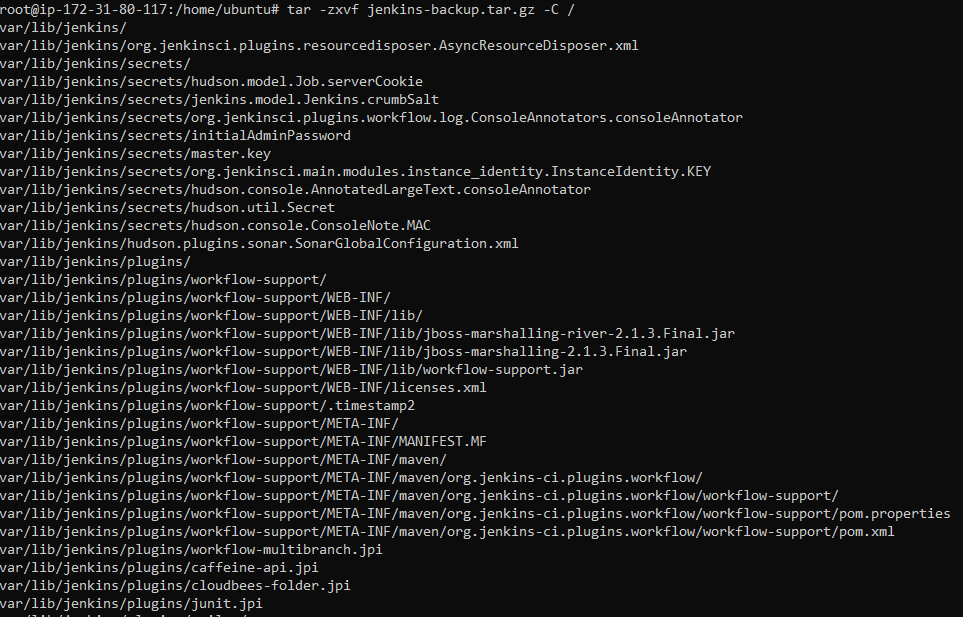 root@ip-172-31-80-117:/home/ubuntu# tar -zxvf jenkins-backup.tar.gz -C /
var/lib/jenkins/
var/lib/jenkins/org.jenkinsci.plugins.resourcedisposer.AsyncResourceDisposer.xml
var/lib/jenkins/secrets/
var/lib/jenkins/secrets/hudson.model.Job.serverCookie
var/lib/jenkins/secrets/jenkins.model.Jenkins.crumbSalt
var/lib/jenkins/secrets/org.jenkinsci.plugins.workflow.log.ConsoleAnnotators.consoleAnnotator
var/lib/jenkins/secrets/initialAdminPassword
var/lib/jenkins/secrets/master.key
var/lib/jenkins/secrets/org.jenkinsci.main.modules.instance_identity.InstanceIdentity.KEY
var/lib/jenkins/secrets/hudson.console.AnnotatedLargeText.consoleAnnotator
var/lib/jenkins/secrets/hudson.util.Secret
var/lib/jenkins/secrets/hudson.console.ConsoleNote.MAC
var/lib/jenkins/hudson.plugins.sonar.SonarGlobalConfiguration.xml
var/lib/jenkins/plugins/
var/lib/jenkins/plugins/workflow-support/
var/lib/jenkins/plugins/workflow-support/WEB-INF/
var/lib/jenkins/plugins/workflow-support/WEB-INF/lib/
var/lib/jenkins/plugins/workflow-support/WEB-INF/lib/jboss-marshalling-river-2.1.3.Final.jar
var/lib/jenkins/plugins/workflow-support/WEB-INF/lib/jboss-marshalling-2.1.3.Final.jar
var/lib/jenkins/plugins/workflow-support/WEB-INF/lib/workflow-support.jar
var/lib/jenkins/plugins/workflow-support/WEB-INF/licenses.xml
var/lib/jenkins/plugins/workflow-support/.timestamp2
var/lib/jenkins/plugins/workflow-support/META-INF/
var/lib/jenkins/plugins/workflow-support/META-INF/MANIFEST.MF
var/lib/jenkins/plugins/workflow-support/META-INF/maven/
var/lib/jenkins/plugins/workflow-support/META-INF/maven/org.jenkins-ci.plugins.workflow/
var/lib/jenkins/plugins/workflow-support/META-INF/maven/org.jenkins-ci.plugins.workflow/workflow-support/
var/lib/jenkins/plugins/workflow-support/META-INF/maven/org.jenkins-ci.plugins.workflow/workflow-support/pom.properties
var/lib/jenkins/plugins/workflow-support/META-INF/maven/org.jenkins-ci.plugins.workflow/workflow-support/pom.xml
var/lib/jenkins/plugins/workflow-multibranch.jpi
var/lib/jenkins/plugins/caffeine-api.jpi
var/lib/jenkins/plugins/cloudbees-folder.jpi
var/lib/jenkins/plugins/junit.jpi